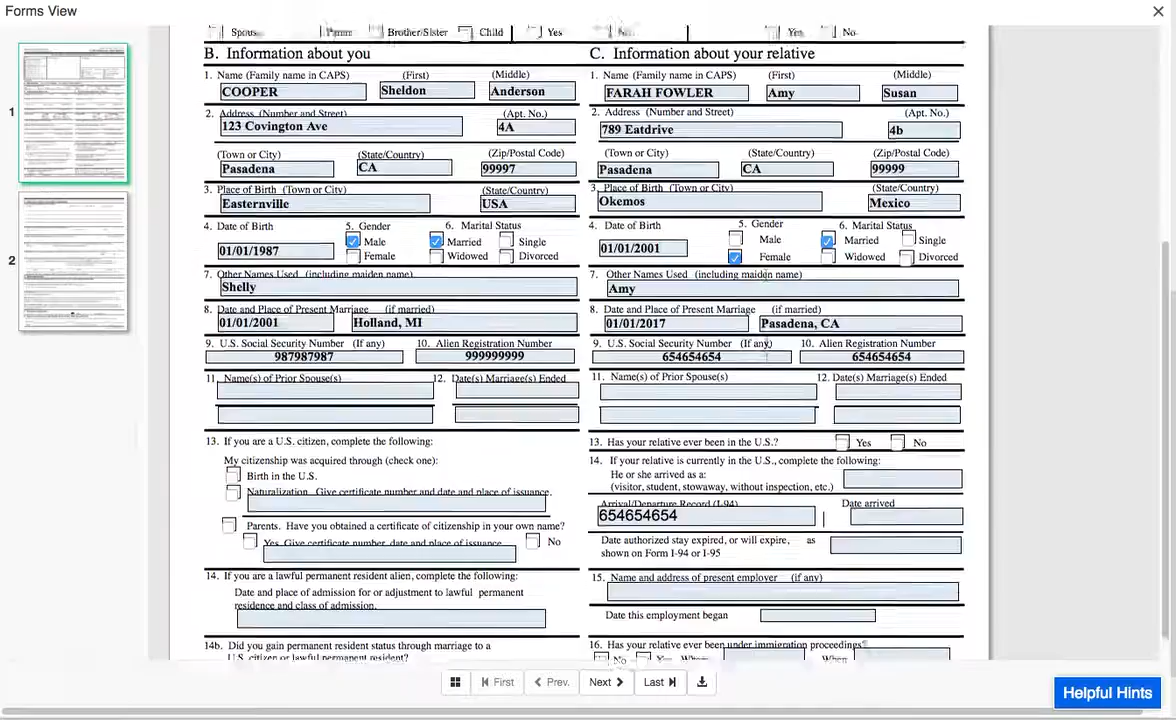 Forms View
Spouse Parent Brother/Sister Child Yes No Yes No
B. Information about you
1. Name (Family name in CAPS) (First) (Middle)
COOPER Sheldon Anderson
2. Address (Number and Street) (Apt. No.)
123 Covington Ave 4A
(Town or City) (State/Country) (Zip/Postal Code)
Pasadena CA 99997
3. Place of Birth (Town or City) (State/Country)
Easternville USA
4. Date of Birth 5. Gender 6. Marital Status
01/01/1987 Male Married Single
Female Widowed Divorced
7. Other Names Used (including maiden name)
Shelly
8. Date and Place of Present Marriage (if married)
01/01/2001 Holland, MI
9. U.S. Social Security Number (If any) 10. Alien Registration Number
987987987 999999999
11. Name(s) of Prior Spouse(s) 12. Date(s) Marriage(s) Ended
13. If you are a U.S. citizen, complete the following:
My citizenship was acquired through (check one):
Birth in the U.S.
Naturalization. Give certificate number and date and place of issuance.
Parents. Have you obtained a certificate of citizenship in your own name?
Yes. Give certificate number, date and place of issuance. No
14. If you are a lawful permanent resident alien, complete the following:
Date and place of admission for or adjustment to lawful permanent
residence and class of admission.
14b. Did you gain permanent resident status through marriage to a
U.S. citizen or lawful permanent resident?
C. Information about your relative
1. Name (Family name in CAPS) (First) (Middle)
FARAH FOWLER Amy Susan
2. Address (Number and Street) (Apt. No.)
789 Eatdrive 4b
(Town or City) (State/Country) (Zip/Postal Code)
Pasadena CA 99999
3. Place of Birth (Town or City) (State/Country)
Okemos Mexico
4. Date of Birth 5. Gender 6. Marital Status
01/01/2001 Male Married Single
Female Widowed Divorced
7. Other Names Used (including maiden name)
Amy
8. Date and Place of Present Marriage (if married)
01/01/2017 Pasadena, CA
9. U.S. Social Security Number (If any) 10. Alien Registration Number
654654654 654654654
11. Name(s) of Prior Spouse(s) 12. Date(s) Marriage(s) Ended
13. Has your relative ever been in the U.S.? Yes No
14. If your relative is currently in the U.S., complete the following:
He or she arrived as a:
(visitor, student, stowaway, without inspection, etc.)
Arrival/Departure Record (I-94) Date arrived
654654654
Date authorized stay expired, or will expire, as
shown on Form I-94 or I-95
15. Name and address of present employer (if any)
Date this employment began
16. Has your relative ever been under immigration proceedings
No Yes Where When
1
2
First Prev. Next Last
Helpful Hints